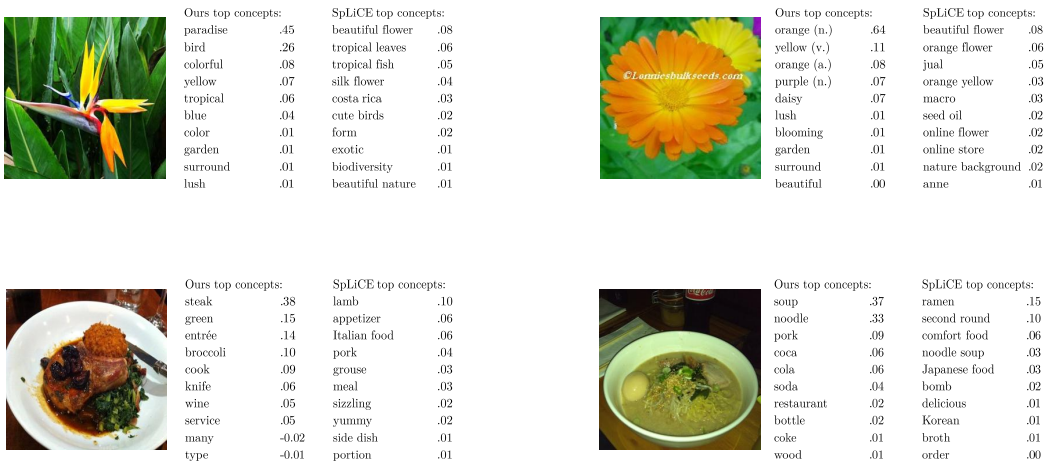 Ours top concepts: SpLiCE top concepts:
paradise .45 beautiful flower .08
bird .26 tropical leaves .06
colorful .08 tropical fish .05
yellow .07 silk flower .04
tropical .06 costa rica .03
blue .04 cute birds .02
color .01 form .02
garden .01 exotic .01
surround .01 biodiversity .01
lush .01 beautiful nature .01
©Lonniesbulkseeds.com
Ours top concepts: SpLiCE top concepts:
orange (n.) .64 beautiful flower .08
yellow (v.) .11 orange flower .06
orange (a.) .08 jual .05
purple (n.) .07 orange yellow .03
daisy .07 macro .03
lush .01 seed oil .02
blooming .01 online flower .02
garden .01 online store .02
surround .01 nature background .02
beautiful .00 anne .01
Ours top concepts: SpLiCE top concepts:
steak .38 lamb .10
green .15 appetizer .06
entrée .14 Italian food .06
broccoli .10 pork .04
cook .09 grouse .03
knife .06 meal .03
wine .05 sizzling .02
service .05 yummy .02
many -0.02 side dish .01
type -0.01 portion .01
Coca-Cola
Ours top concepts: SpLiCE top concepts:
soup .37 ramen .15
noodle .33 second round .10
pork .09 comfort food .06
coca .06 noodle soup .03
cola .06 Japanese food .03
soda .04 bomb .02
restaurant .02 delicious .01
bottle .02 Korean .01
coke .01 broth .01
wood .01 order .00